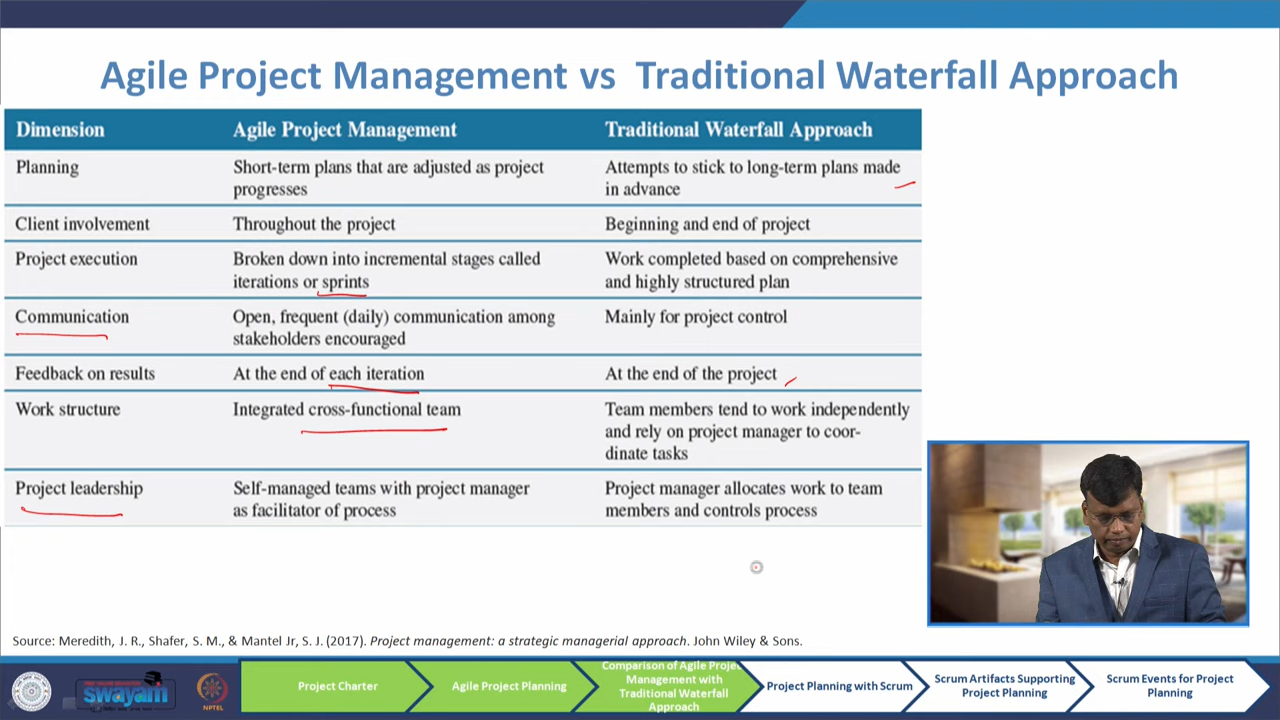 Agile Project Management vs Traditional Waterfall Approach
Dimension Agile Project Management Traditional Waterfall Approach
Planning Short-term plans that are adjusted as project Attempts to stick to long-term plans made
progresses in advance
Client involvement Throughout the project Beginning and end of project
Project execution Broken down into incremental stages called Work completed based on comprehensive
iterations or sprints and highly structured plan
Communication Open, frequent (daily) communication among Mainly for project control
stakeholders encouraged
Feedback on results At the end of each iteration At the end of the project
Work structure Integrated cross-functional team Team members tend to work independently
and rely on project manager to coor-
dinate tasks
Project leadership Self-managed teams with project manager Project manager allocates work to team
as facilitator of process members and controls process
Source: Meredith, J. R., Shafer, S. M., & Mantel Jr, S. J. (2017). Project management: a strategic managerial approach. John Wiley & Sons.
swayam
NPTEL
Project Charter
Agile Project Planning
Comparison of Agile Proje
Management with
Traditional Waterfall
Approach
Project Planning with Scrum
Scrum Artifacts Supporting
Project Planning
Scrum Events for Project
Planning